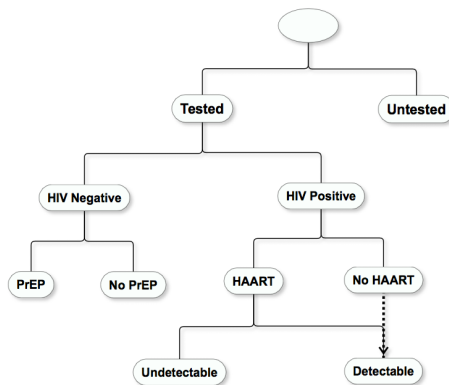 Tested
Untested
HIV Negative
HIV Positive
PrEP
No PrEP
HAART
No HAART
Undetectable
Detectable